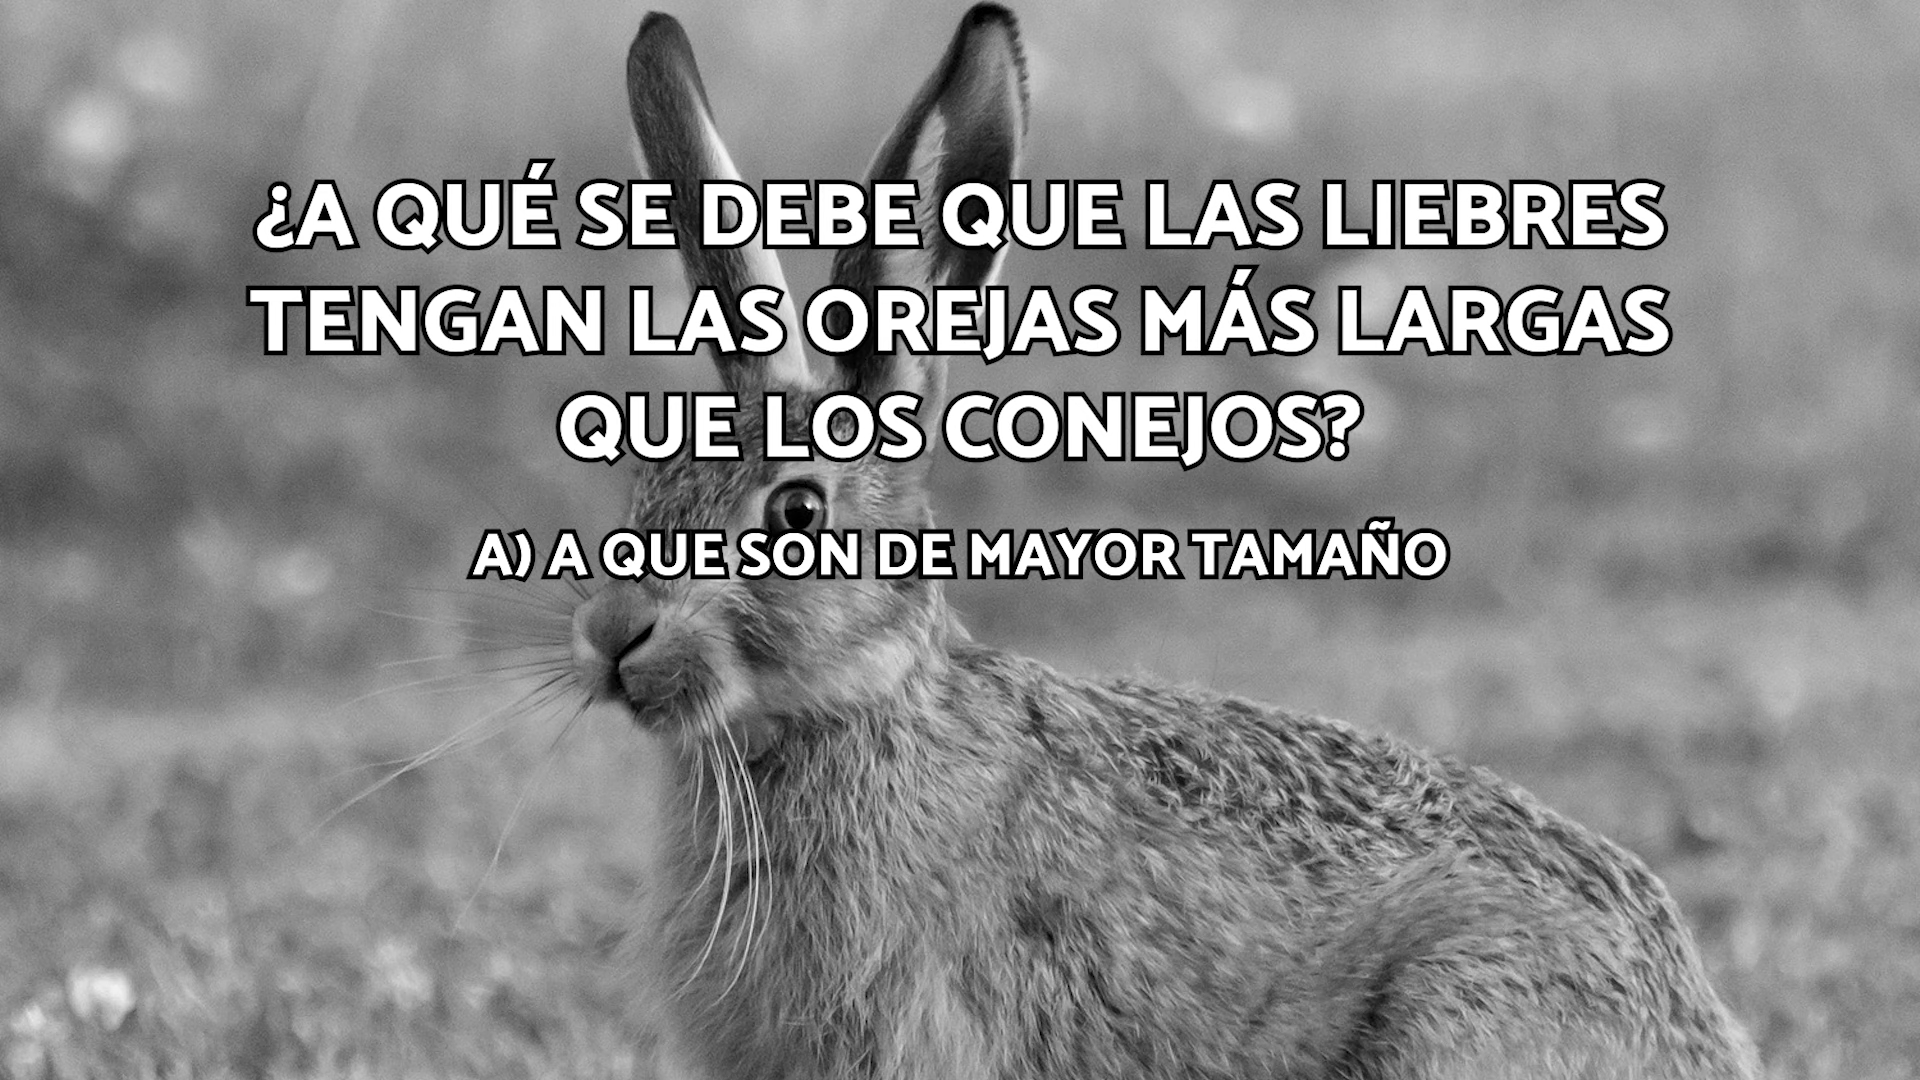 ¿A QUÉ SE DEBE QUE LAS LIEBRES
TENGAN LAS OREJAS MÁS LARGAS
QUE LOS CONEJOS?
A) A QUE SON DE MAYOR TAMAÑO